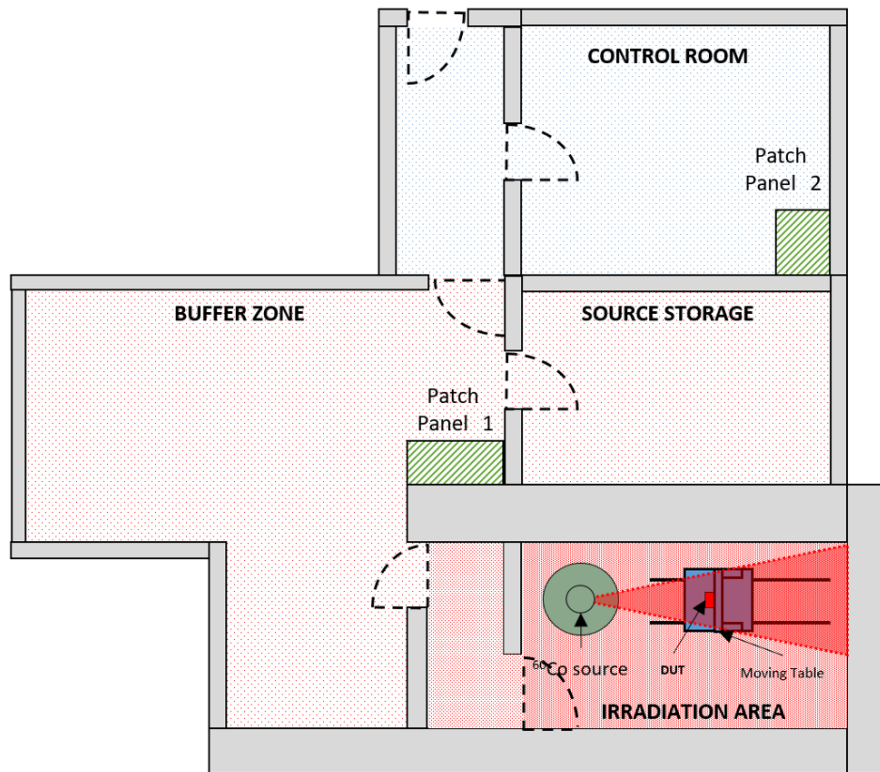 CONTROL ROOM
Patch
Panel 2
BUFFER ZONE
SOURCE STORAGE
Patch
Panel 1
⁶⁰Co source
DUT
Moving Table
IRRADIATION AREA